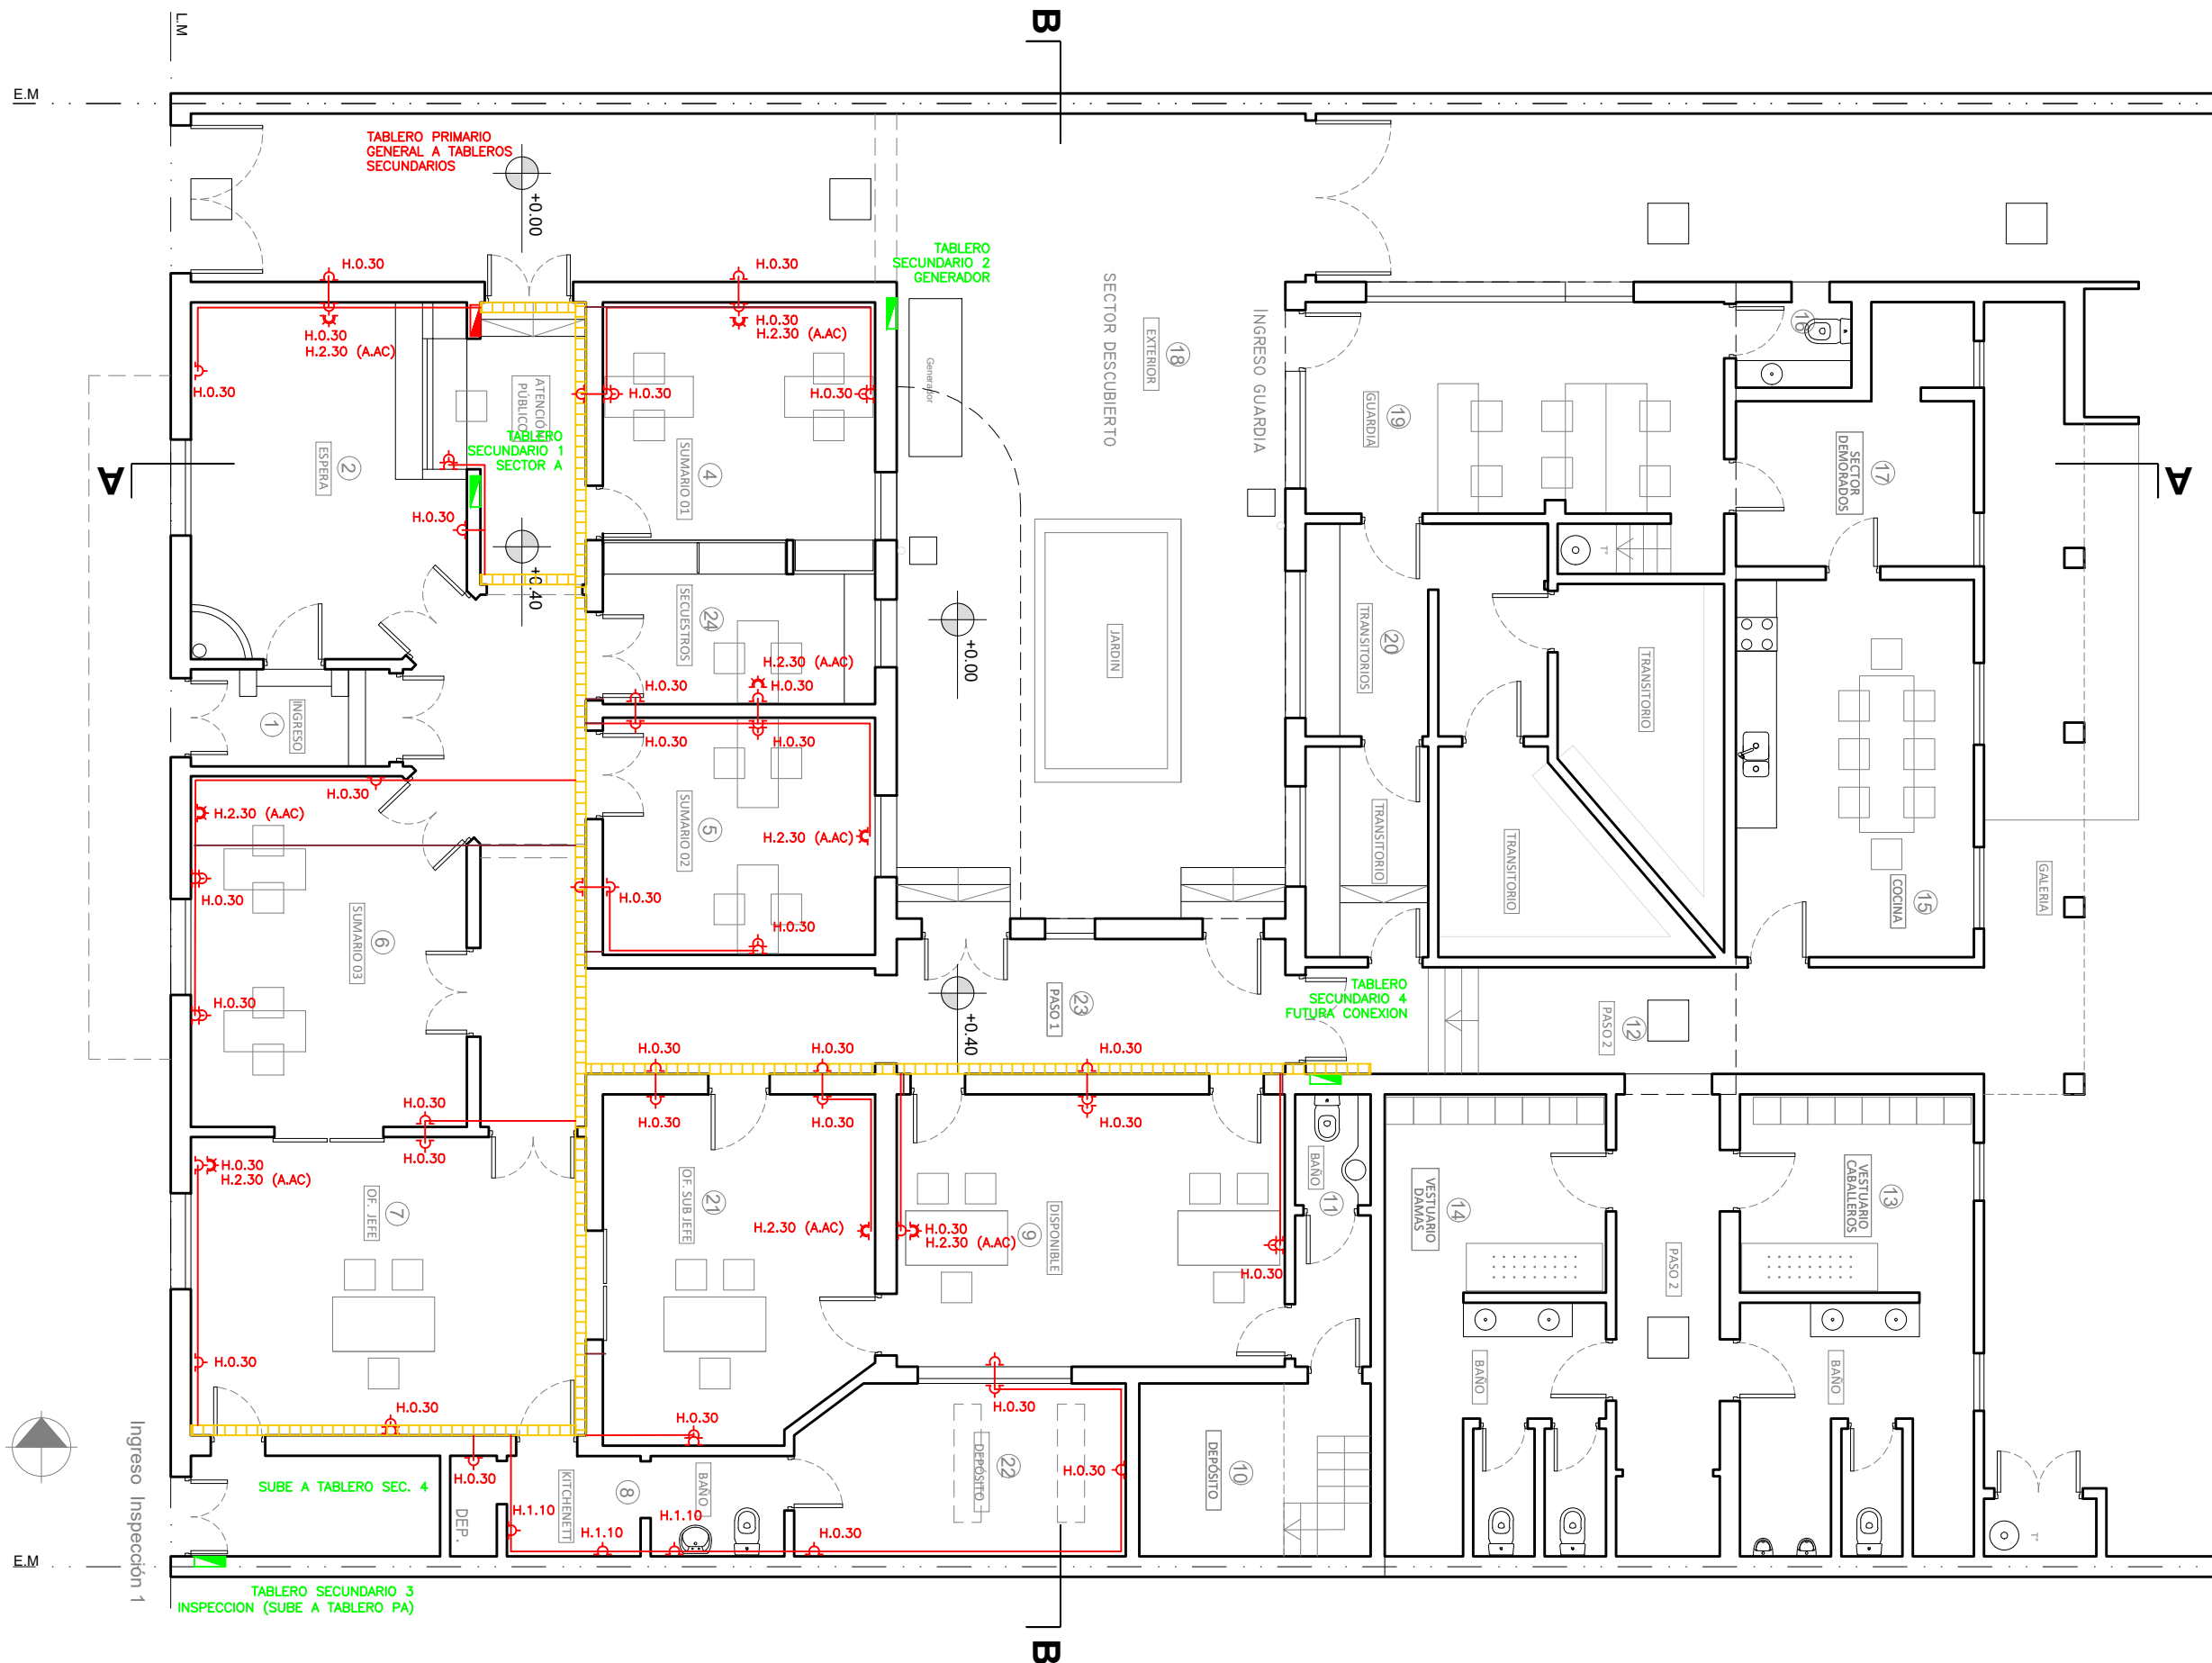 L.M
B
E.M
TABLERO PRIMARIO
GENERAL A TABLEROS
SECUNDARIOS
+0.00
H.0.30
H.0.30
TABLERO
SECUNDARIO 2
GENERADOR
H.0.30
H.2.30 (A.AC)
H.0.30
H.2.30 (A.AC)
H.0.30
H.0.30
H.0.30
Generador
SECTOR DESCUBIERTO
18
EXTERIOR
INGRESO GUARDIA
16
19
GUARDIA
17
SECTOR
DEMORADOS
ATENCIÓN
PÚBLICO
TABLERO
SECUNDARIO 1
SECTOR A
2
ESPERA
4
SUMARIO 01
A
A
H.0.30
+0.40
Tº
24
SECUESTROS
+0.00
JARDIN
20
TRANSITORIOS
TRANSITORIO
H.2.30 (A.AC)
H.0.30
H.0.30
H.0.30
H.0.30
1
INGRESO
H.0.30
H.2.30 (A.AC)
5
SUMARIO 02
H.2.30 (A.AC)
TRANSITORIO
TRANSITORIO
15
COCINA
GALERIA
H.0.30
H.0.30
H.0.30
6
SUMARIO 03
H.0.30
+0.40
23
PASO 1
TABLERO
SECUNDARIO 4
FUTURA CONEXION
12
PASO 2
H.0.30
H.0.30
H.0.30
H.0.30
H.0.30
H.0.30
H.0.30
H.0.30
H.0.30
H.2.30 (A.AC)
7
OF. JEFE
21
OF. SUB JEFE
H.2.30 (A.AC)
H.0.30
H.2.30 (A.AC)
9
DISPONIBLE
H.0.30
BAÑO
11
14
VESTUARIO
DAMAS
13
VESTUARIO
CABALLEROS
PASO 2
H.0.30
H.0.30
H.0.30
H.0.30
BAÑO
BAÑO
Ingreso Inspección 1
SUBE A TABLERO SEC. 4
H.0.30
DEP.
H.1.10
KITCHENETT
8
H.1.10
BAÑO
H.1.10
H.0.30
DEPÓSITO
22
H.0.30
DEPÓSITO
10
Tº
E.M
TABLERO SECUNDARIO 3
INSPECCION (SUBE A TABLERO PA)
B